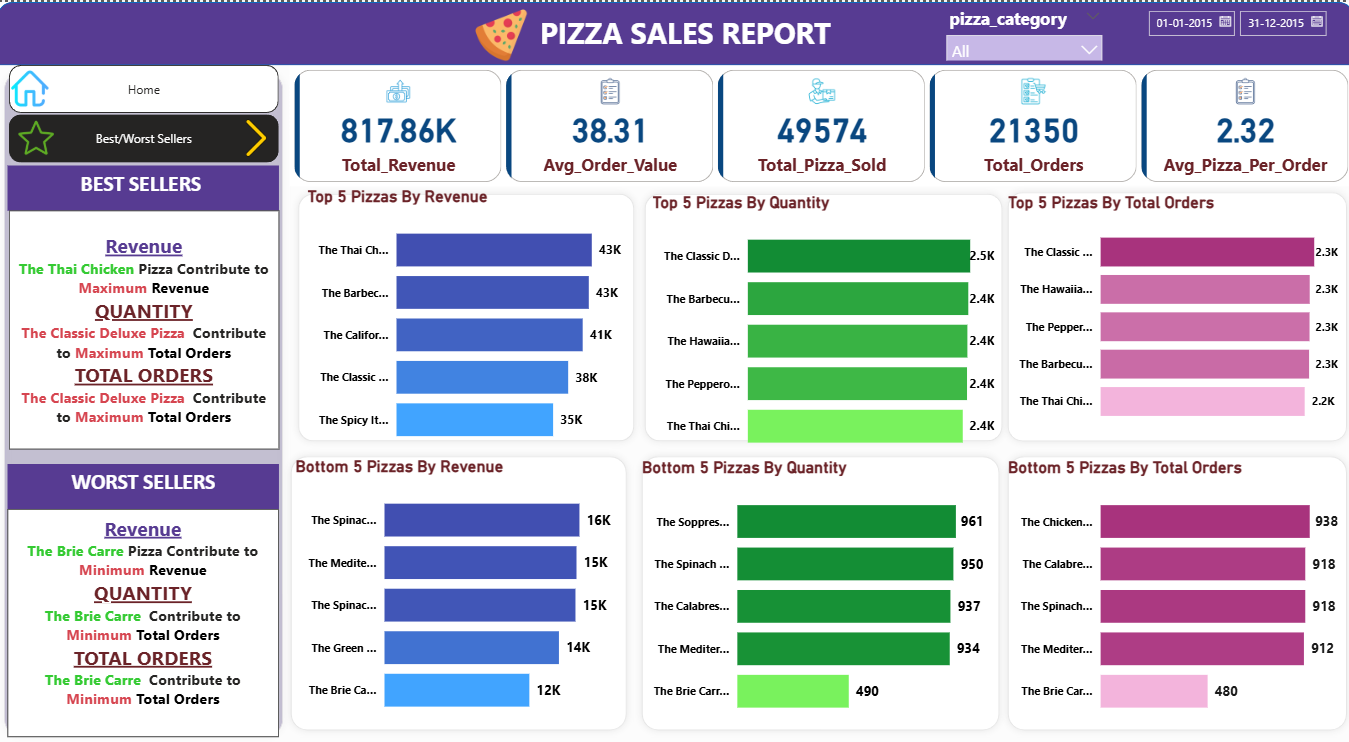 PIZZA SALES REPORT
pizza_category
All
01-01-2015
31-12-2015
Home
Best/Worst Sellers
BEST SELLERS
Revenue
The Thai Chicken Pizza Contribute to
Maximum Revenue
QUANTITY
The Classic Deluxe Pizza Contribute
to Maximum Total Orders
TOTAL ORDERS
The Classic Deluxe Pizza Contribute
to Maximum Total Orders
WORST SELLERS
Revenue
The Brie Carre Pizza Contribute to
Minimum Revenue
QUANTITY
The Brie Carre Contribute to
Minimum Total Orders
TOTAL ORDERS
The Brie Carre Contribute to
Minimum Total Orders
817.86K
Total_Revenue
38.31
Avg_Order_Value
49574
Total_Pizza_Sold
21350
Total_Orders
2.32
Avg_Pizza_Per_Order
Top 5 Pizzas By Revenue
The Thai Ch... 43K
The Barbec... 43K
The Califor... 41K
The Classic ... 38K
The Spicy It... 35K
Top 5 Pizzas By Quantity
The Classic D... 2.5K
The Barbecu... 2.4K
The Hawaiia... 2.4K
The Peppero... 2.4K
The Thai Chi... 2.4K
Top 5 Pizzas By Total Orders
The Classic ... 2.3K
The Hawaiia... 2.3K
The Pepper... 2.3K
The Barbecu... 2.3K
The Thai Chi... 2.2K
Bottom 5 Pizzas By Revenue
The Spinac... 16K
The Medite... 15K
The Spinac... 15K
The Green ... 14K
The Brie Ca... 12K
Bottom 5 Pizzas By Quantity
The Soppres... 961
The Spinach ... 950
The Calabres... 937
The Mediter... 934
The Brie Carr... 490
Bottom 5 Pizzas By Total Orders
The Chicken... 938
The Calabre... 918
The Spinach... 918
The Mediter... 912
The Brie Car... 480